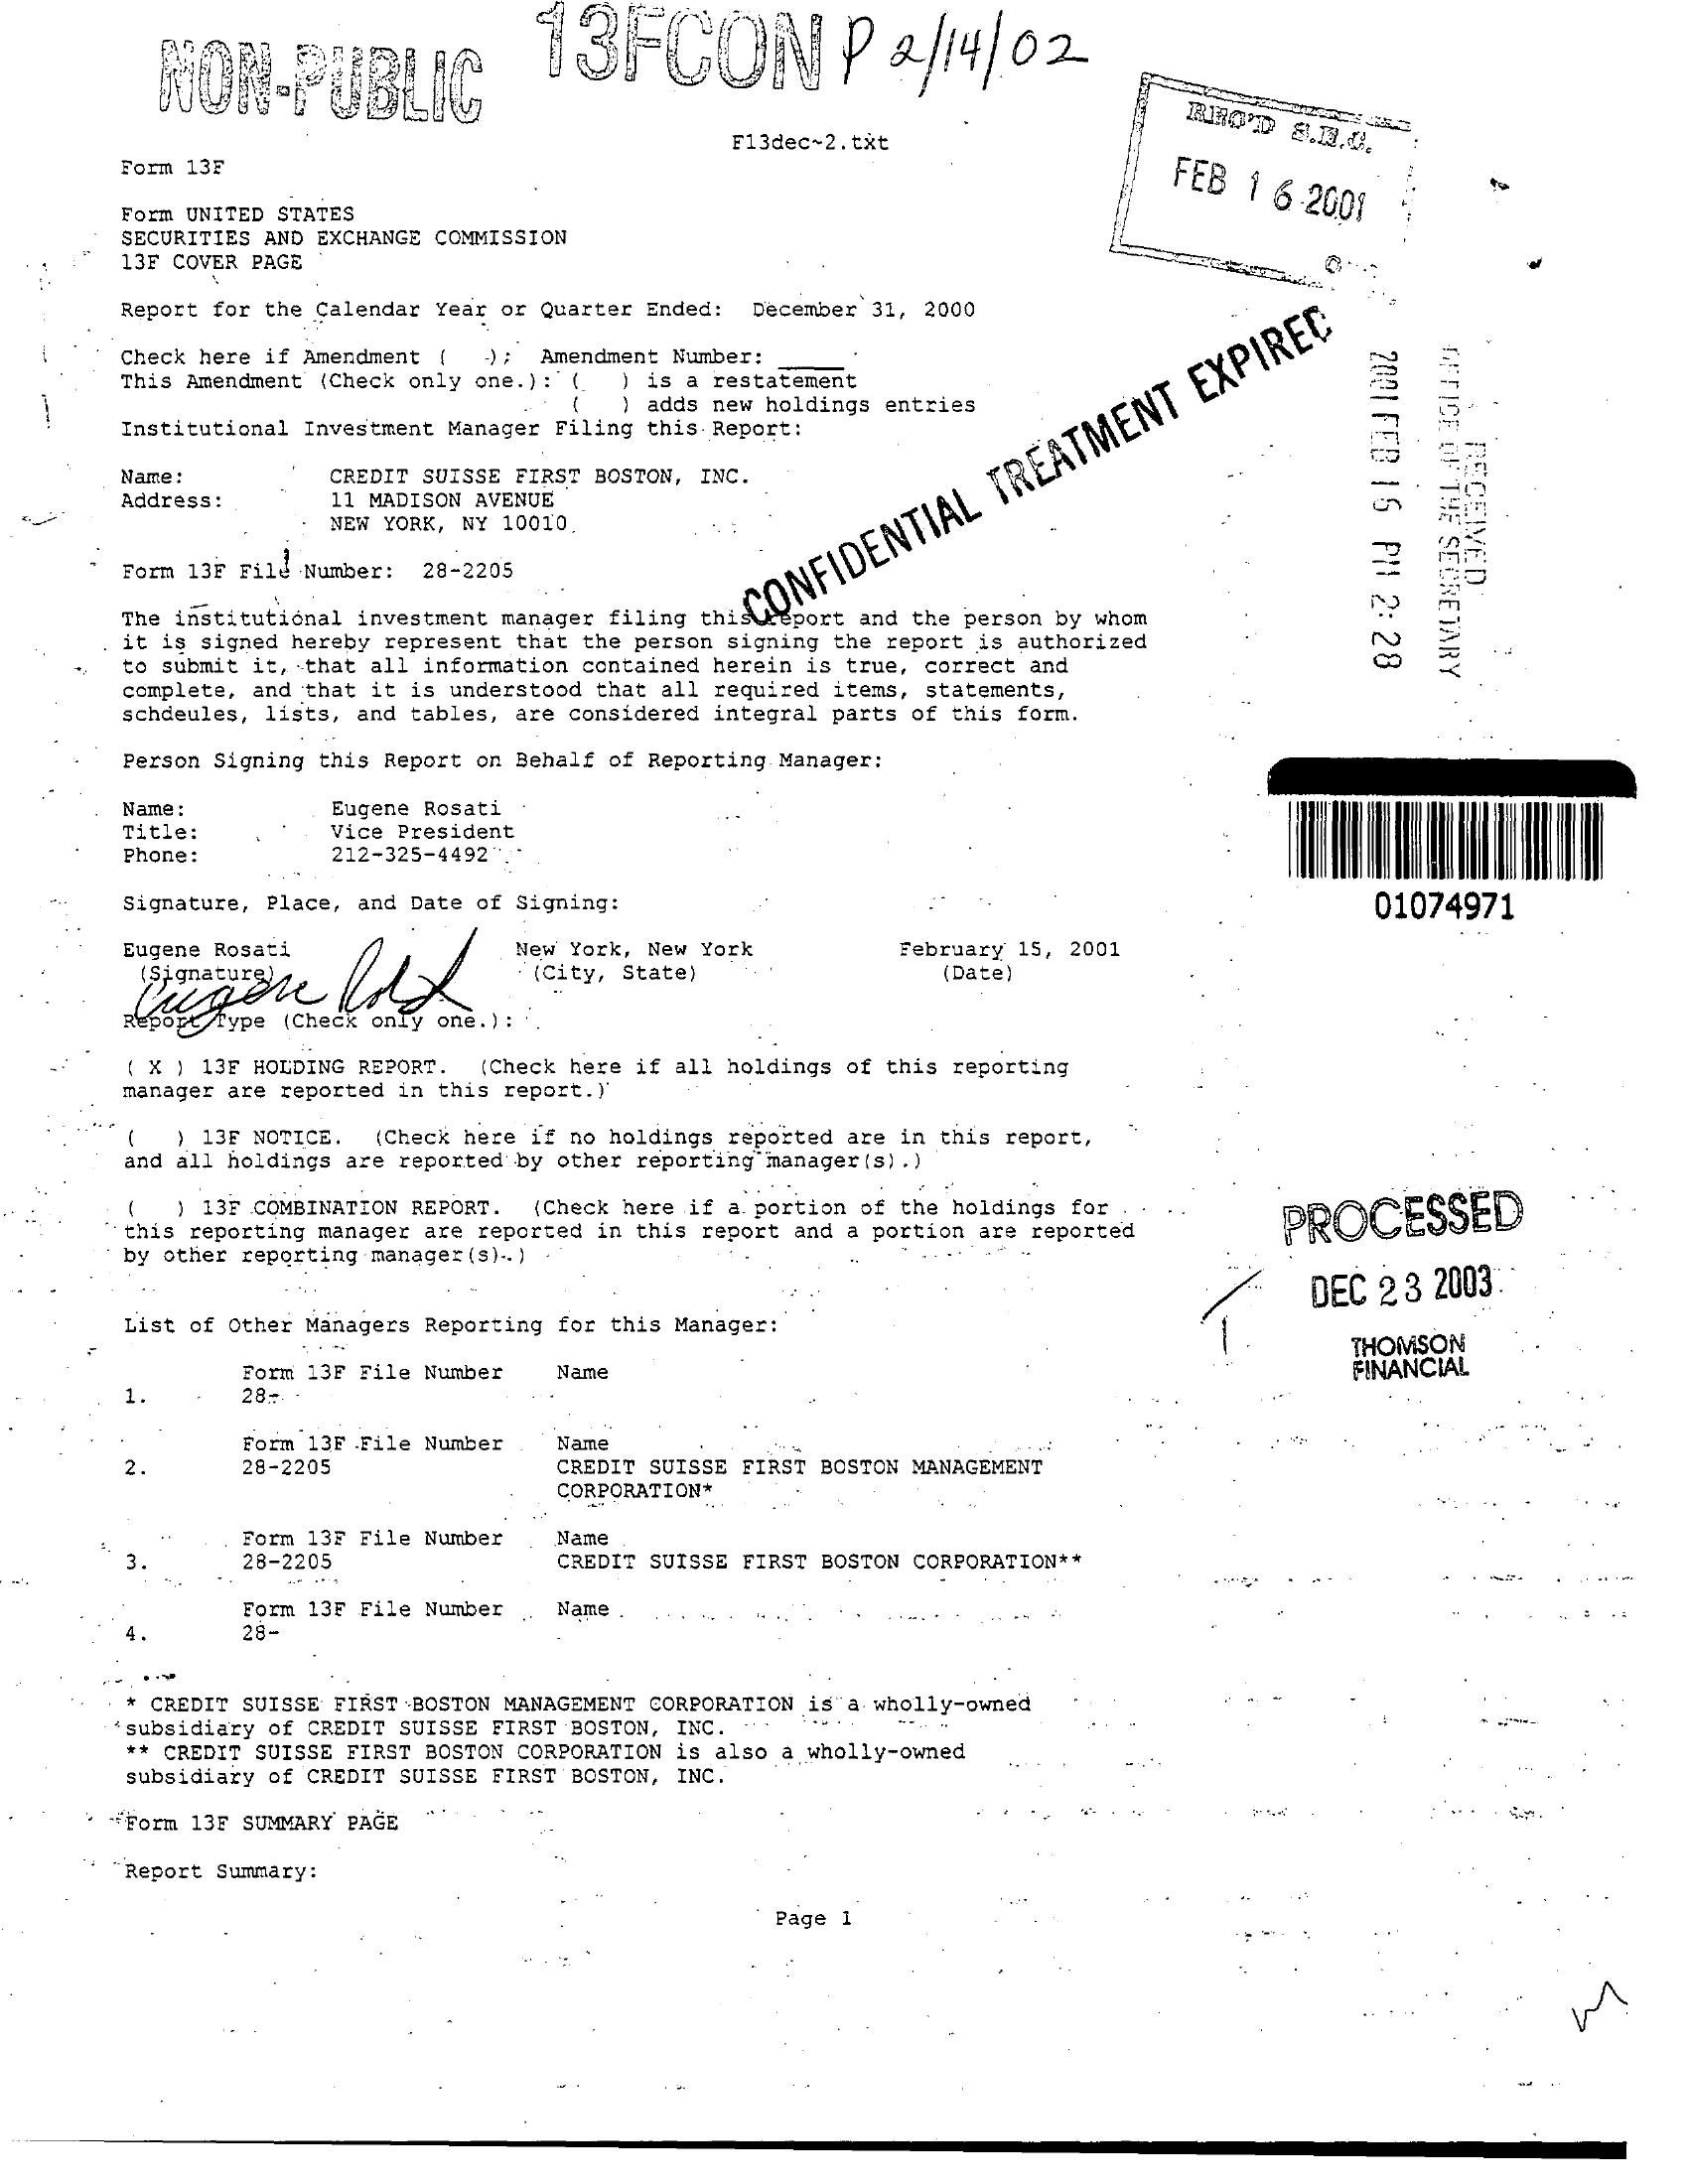 NON-PUBLIC
13FCON P 2/14/02
F13dec~2.txt
REC'D S.E.C.
FEB 16 2001
Form 13F
Form UNITED STATES
SECURITIES AND EXCHANGE COMMISSION
13F COVER PAGE
Report for the Calendar Year or Quarter Ended: December 31, 2000
Check here if Amendment (   ); Amendment Number: _____
This Amendment (Check only one.): (   ) is a restatement
(   ) adds new holdings entries
Institutional Investment Manager Filing this Report:
CONFIDENTIAL TREATMENT EXPIRED
RECEIVED
2001 FEB 16 PM 2:28
OFFICE OF THE SECRETARY
Name: CREDIT SUISSE FIRST BOSTON, INC.
Address: 11 MADISON AVENUE
NEW YORK, NY 10010
Form 13F File Number: 28-2205
The institutional investment manager filing this report and the person by whom
it is signed hereby represent that the person signing the report is authorized
to submit it, that all information contained herein is true, correct and
complete, and that it is understood that all required items, statements,
schdeules, lists, and tables, are considered integral parts of this form.
Person Signing this Report on Behalf of Reporting Manager:
Name: Eugene Rosati
Title: Vice President
Phone: 212-325-4492
01074971
Signature, Place, and Date of Signing:
Eugene Rosati New York, New York February 15, 2001
(Signature) (City, State) (Date)
Report Type (Check only one.):
( X ) 13F HOLDING REPORT. (Check here if all holdings of this reporting
manager are reported in this report.)
(   ) 13F NOTICE. (Check here if no holdings reported are in this report,
and all holdings are reported by other reporting manager(s).)
(   ) 13F COMBINATION REPORT. (Check here if a portion of the holdings for
this reporting manager are reported in this report and a portion are reported
by other reporting manager(s).)
PROCESSED
DEC 23 2003
THOMSON
FINANCIAL
List of Other Managers Reporting for this Manager:
Form 13F File Number Name
1. 28-
Form 13F File Number Name
2. 28-2205 CREDIT SUISSE FIRST BOSTON MANAGEMENT
CORPORATION*
Form 13F File Number Name
3. 28-2205 CREDIT SUISSE FIRST BOSTON CORPORATION**
Form 13F File Number Name
4. 28-
* CREDIT SUISSE FIRST BOSTON MANAGEMENT CORPORATION is a wholly-owned
subsidiary of CREDIT SUISSE FIRST BOSTON, INC.
** CREDIT SUISSE FIRST BOSTON CORPORATION is also a wholly-owned
subsidiary of CREDIT SUISSE FIRST BOSTON, INC.
Form 13F SUMMARY PAGE
Report Summary:
Page 1